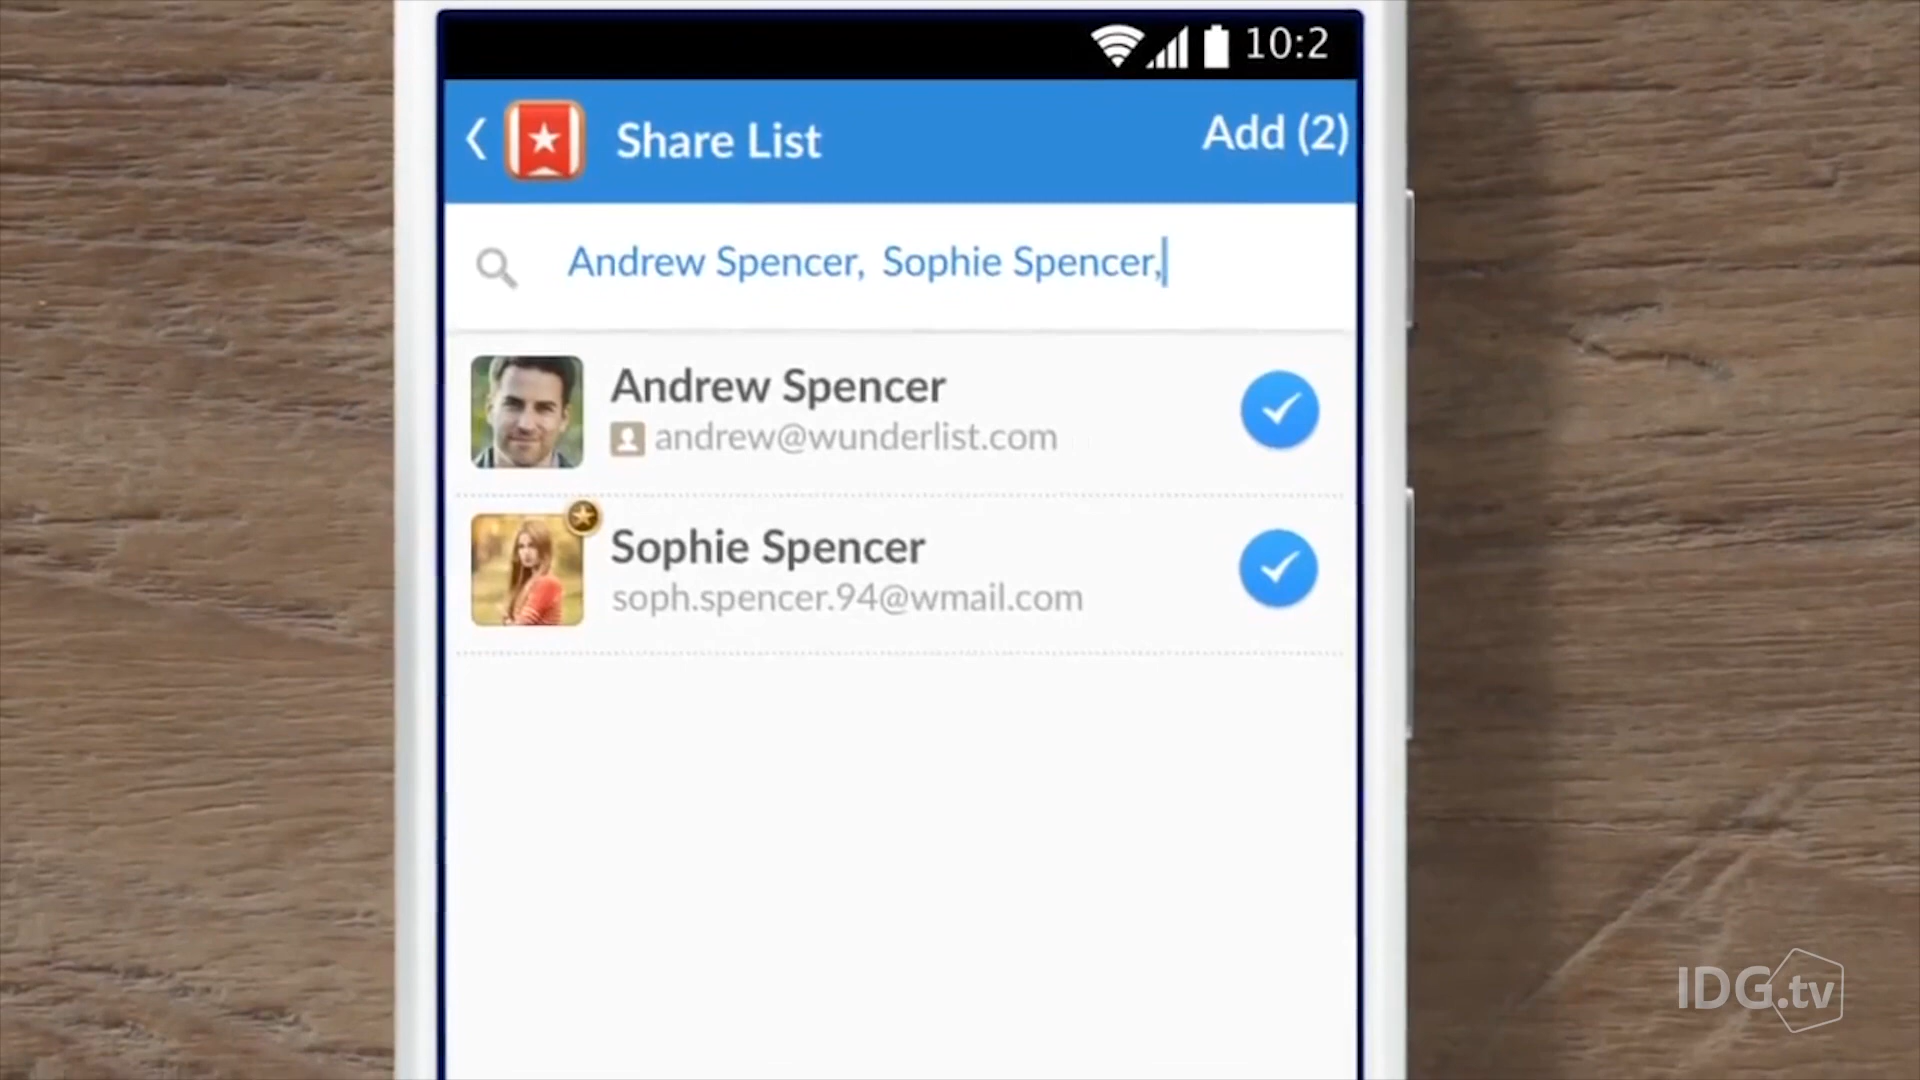 10:2
Share List
Add (2)
Andrew Spencer, Sophie Spencer,
Andrew Spencer
andrew@wunderlist.com
Sophie Spencer
soph.spencer.94@wmail.com
IDG.tv